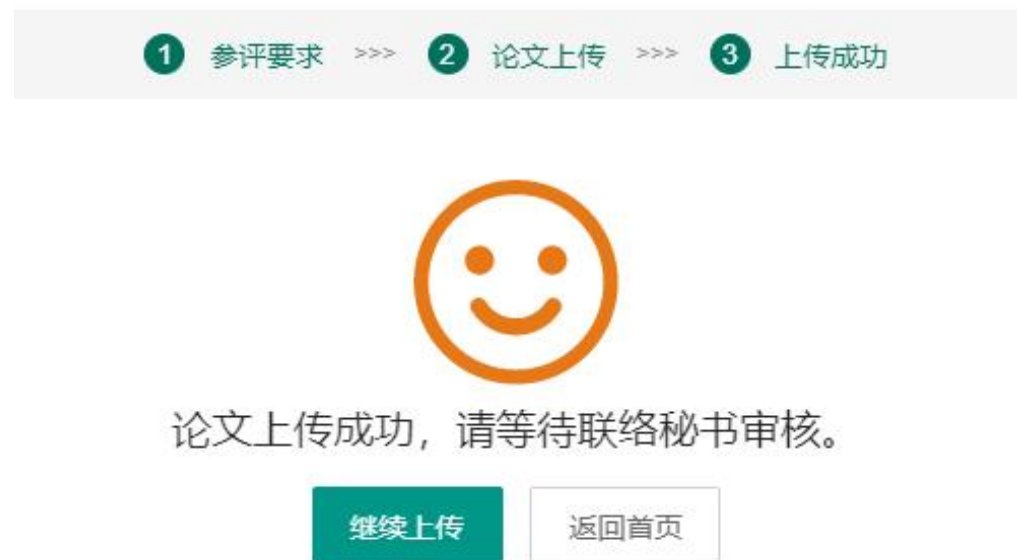 1 参评要求 >>> 2 论文上传 >>> 3 上传成功
论文上传成功，请等待联络秘书审核。
继续上传 返回首页